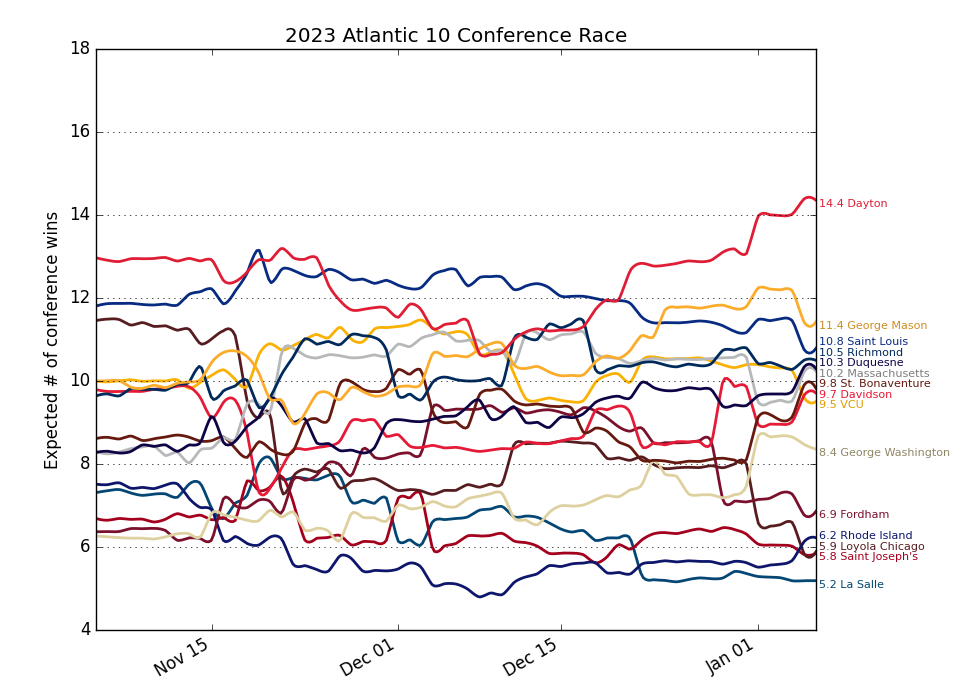 2023 Atlantic 10 Conference Race
Expected # of conference wins
18
16
14
12
10
8
6
4
Nov 15
Dec 01
Dec 15
Jan 01
14.4 Dayton
11.4 George Mason
10.8 Saint Louis
10.5 Richmond
10.3 Duquesne
10.2 Massachusetts
9.8 St. Bonaventure
9.7 Davidson
9.5 VCU
8.4 George Washington
6.9 Fordham
6.2 Rhode Island
5.9 Loyola Chicago
5.8 Saint Joseph's
5.2 La Salle